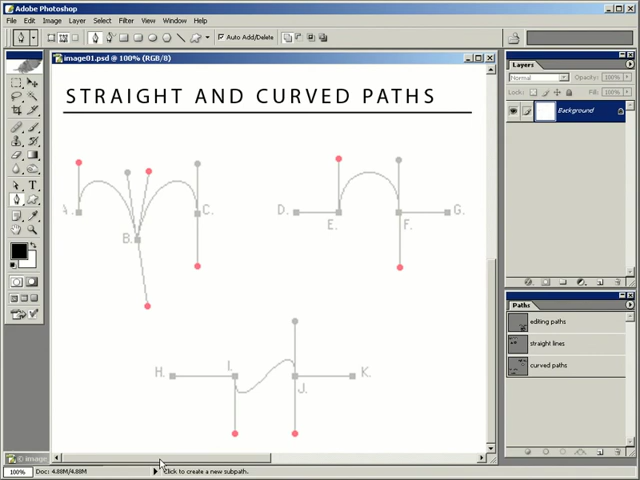 Adobe Photoshop
File Edit Image Layer Select Filter View Window Help
Auto Add/Delete
image01.psd @ 100% (RGB/8)
STRAIGHT AND CURVED PATHS
A.
B.
C.
D.
E.
F.
G.
H.
I.
J.
K.
Layers
Normal Opacity: 100%
Lock: Fill: 100%
Background
Paths
editing paths
straight lines
curved paths
image
100% Doc: 4.88M/4.88M Click to create a new subpath.